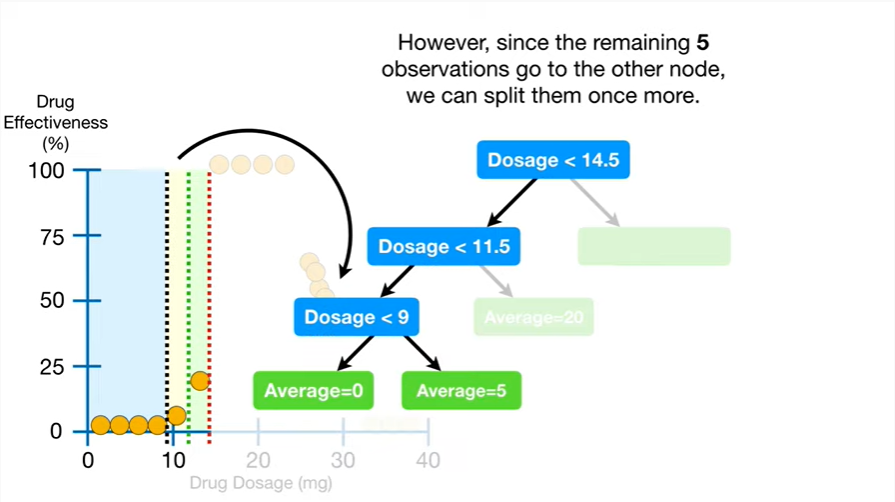 However, since the remaining 5
observations go to the other node,
we can split them once more.
Drug
Effectiveness
(%)
100
75
50
25
0
0
10
20
30
40
Drug Dosage (mg)
Dosage < 14.5
Dosage < 11.5
Dosage < 9
Average=20
Average=0
Average=5